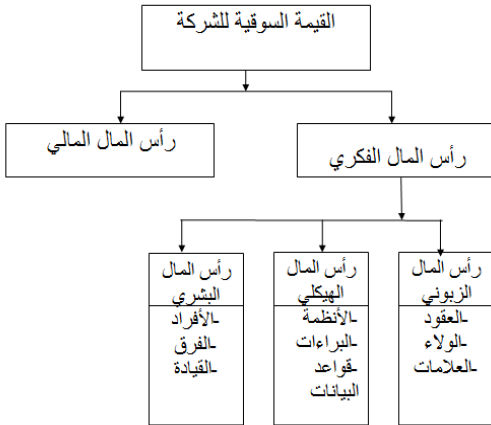 القيمة السوقية للشركة
رأس المال الفكري
رأس المال المالي
رأس المال
الزبوني
-العقود
-الولاء
-العلامات
رأس المال
الهيكلي
-الأنظمة
-البراءات
-قواعد
البيانات
رأس المال
البشري
-الأفراد
-الفرق
-القيادة